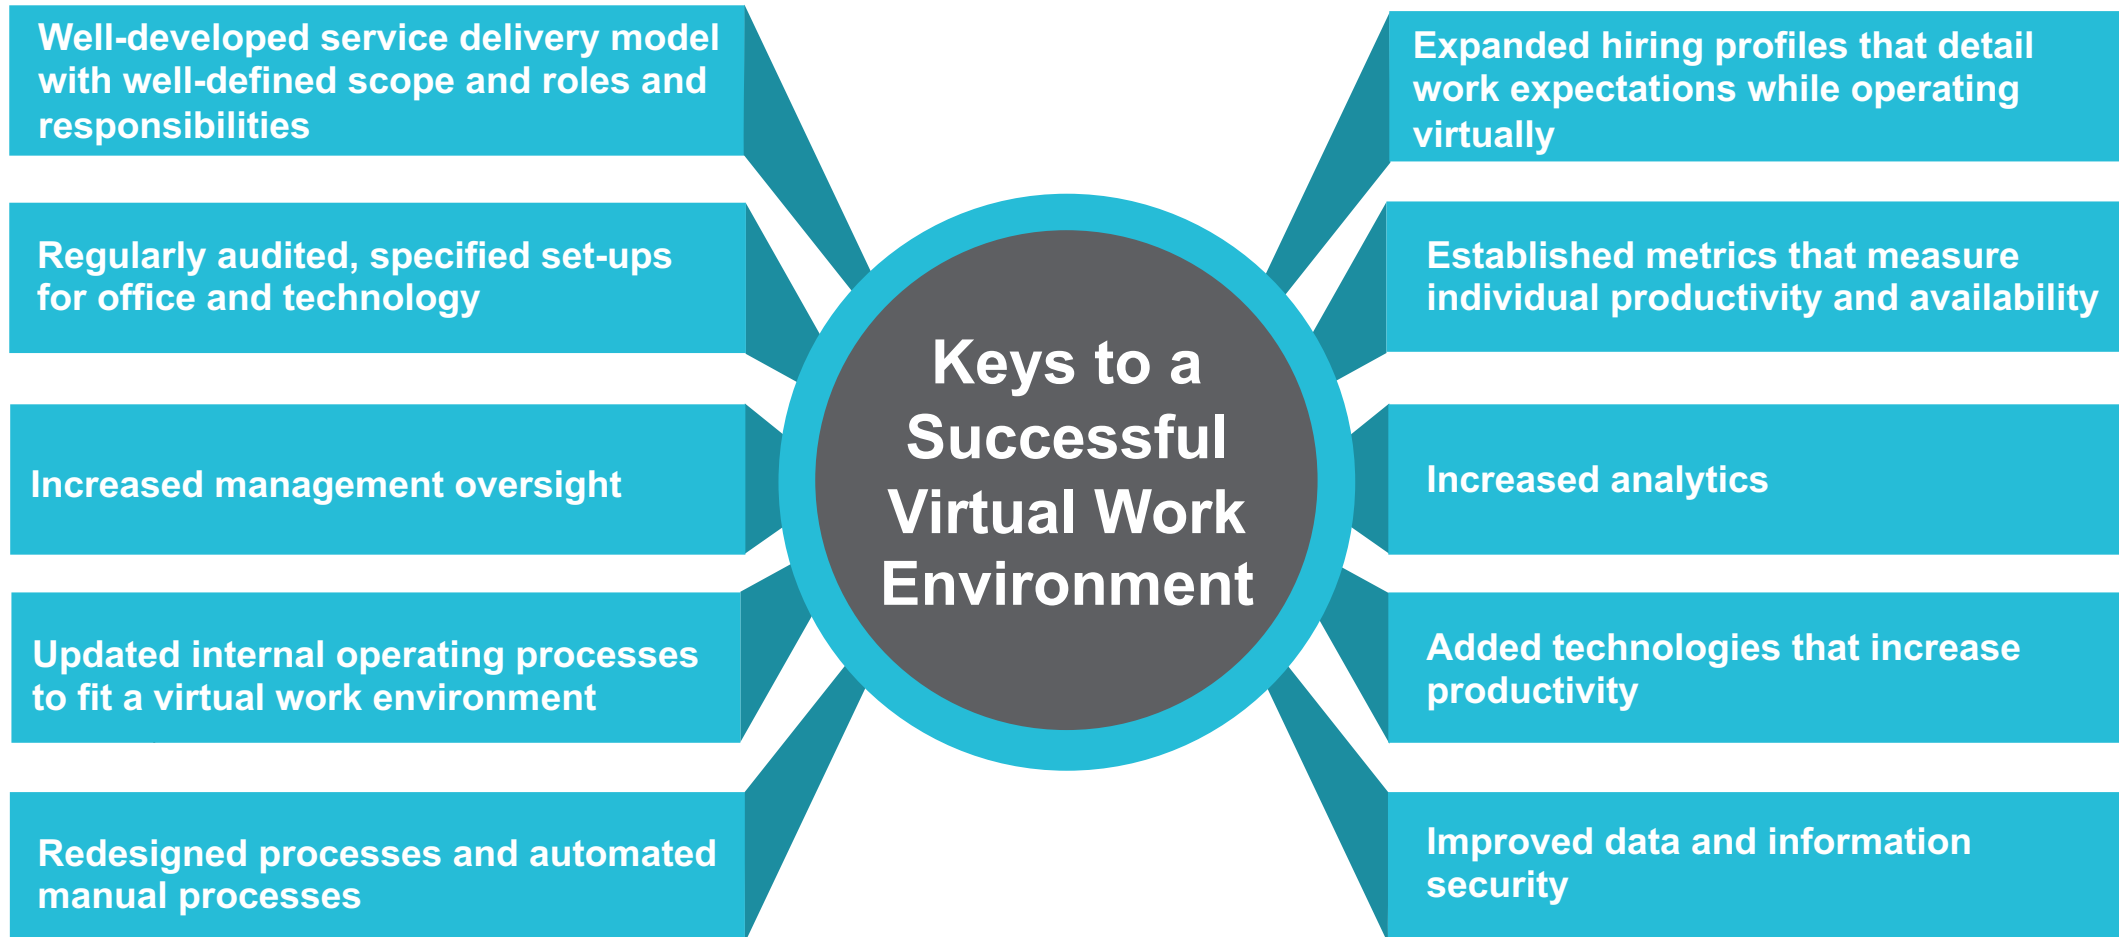 Well-developed service delivery model
with well-defined scope and roles and
responsibilities
Regularly audited, specified set-ups
for office and technology
Increased management oversight
Updated internal operating processes
to fit a virtual work environment
Redesigned processes and automated
manual processes
Keys to a
Successful
Virtual Work
Environment
Expanded hiring profiles that detail
work expectations while operating
virtually
Established metrics that measure
individual productivity and availability
Increased analytics
Added technologies that increase
productivity
Improved data and information
security